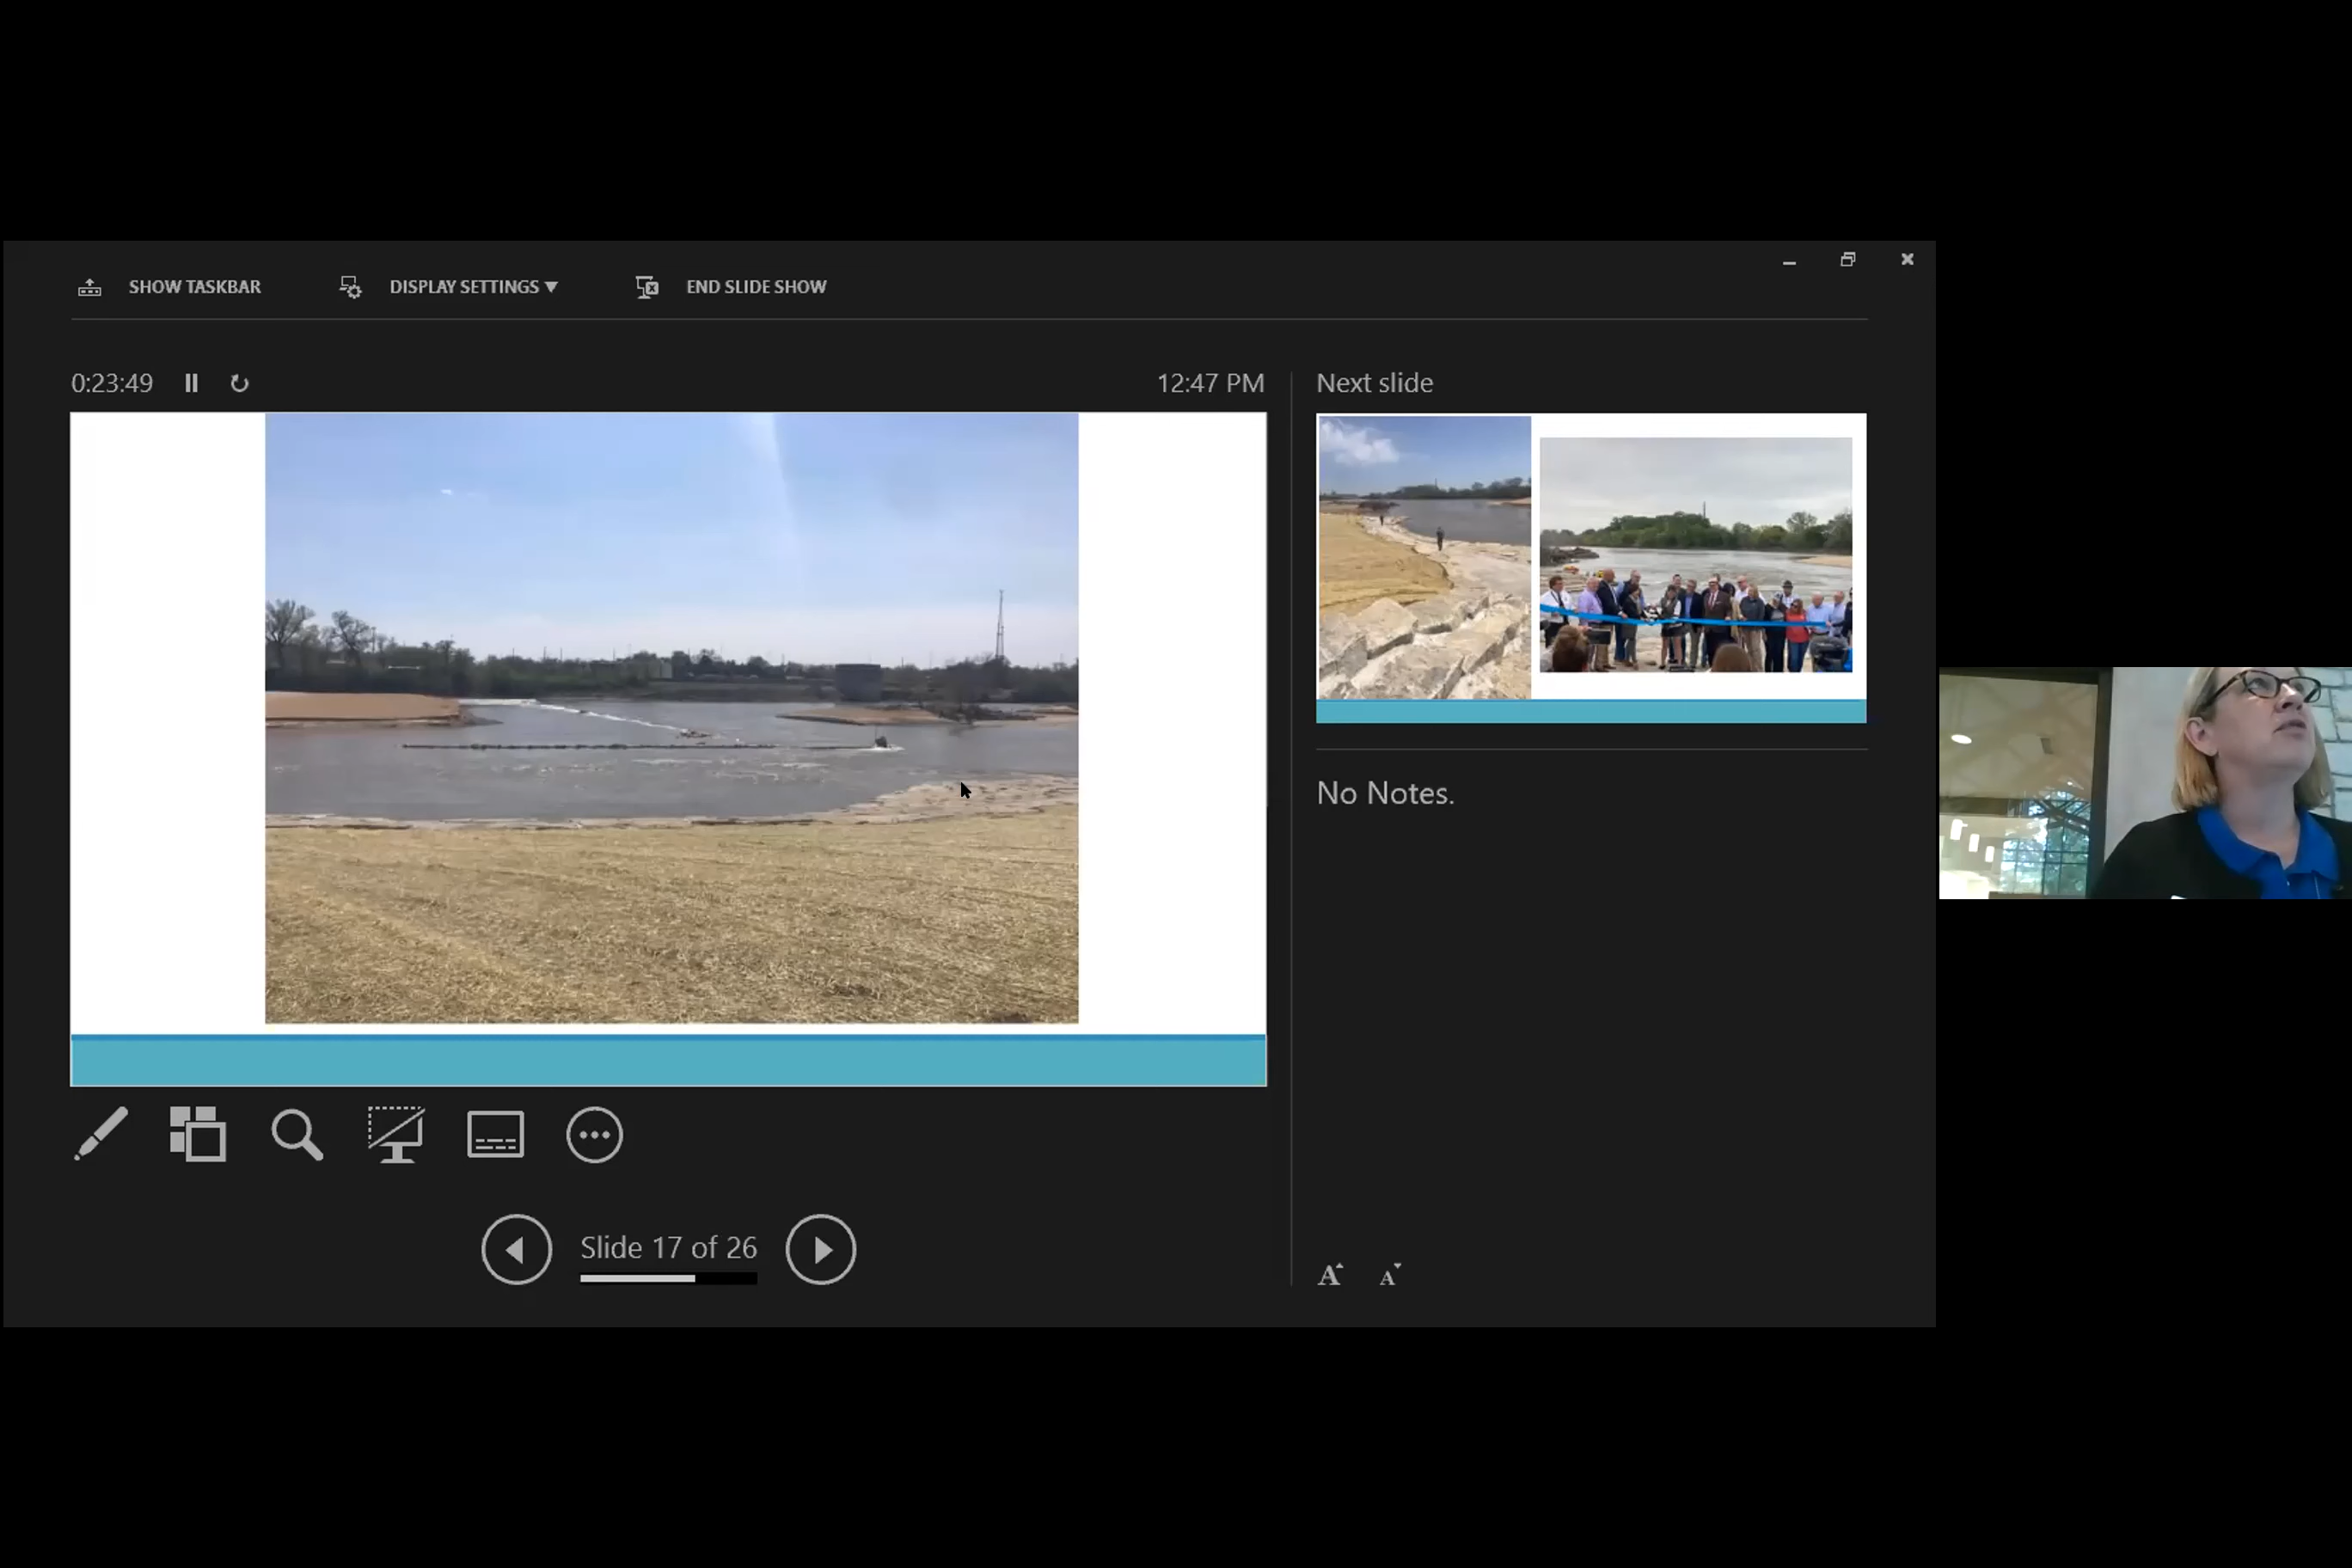 SHOW TASKBAR
DISPLAY SETTINGS ▼
END SLIDE SHOW
0:23:49
12:47 PM
Next slide
No Notes.
Slide 17 of 26
A A